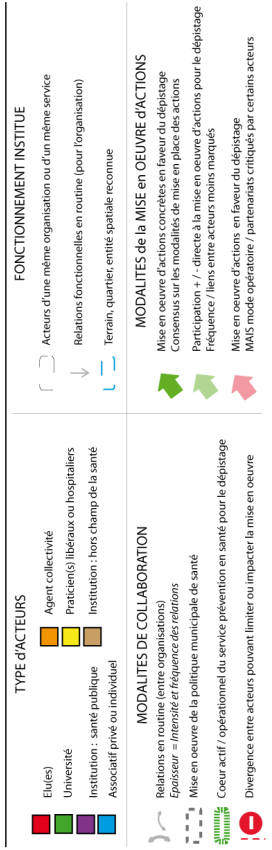 TYPE d'ACTEURS
Elu(es)
Université
Institution : santé publique
Associatif privé ou individuel
Agent collectivité
Praticien(s) libéraux ou hospitaliers
Institution : hors champ de la santé
FONCTIONNEMENT INSTITUE
Acteurs d'une même organisation ou d'un même service
Relations fonctionnelles en routine (pour l'organisation)
Terrain, quartier, entité spatiale reconnue
MODALITES DE COLLABORATION
Relations en routine (entre organisations)
Epaisseur = Intensité et fréquence des relations
Mise en oeuvre de la politique municipale de santé
Coeur actif / opérationnel du service prévention en santé pour le dépistage
Divergence entre acteurs pouvant limiter ou impacter la mise en oeuvre
MODALITES de la MISE en OEUVRE d'ACTIONS
Mise en oeuvre d'actions concrètes en faveur du dépistage
Consensus sur les modalités de mise en place des actions
Participation + / - directe à la mise en oeuvre d'actions pour le dépistage
Fréquence / liens entre acteurs moins marqués
Mise en oeuvre d'actions en faveur du dépistage
MAIS mode opératoire / partenariats critiqués par certains acteurs